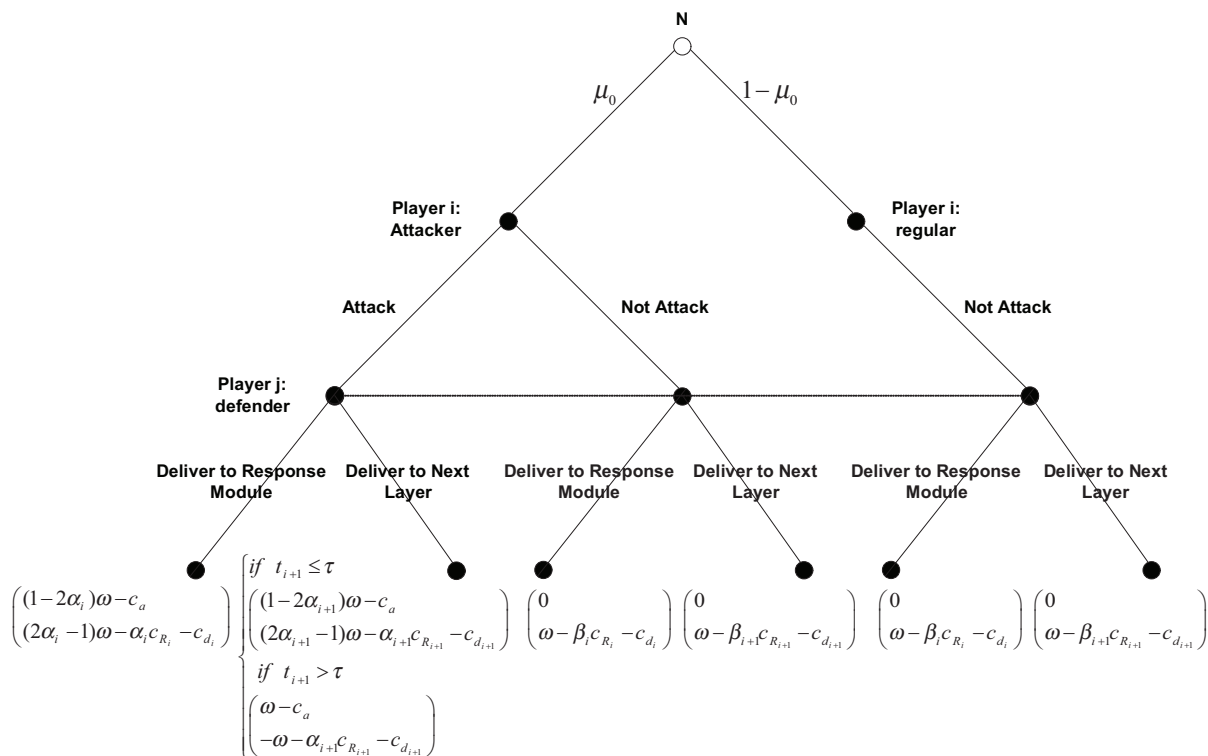 N
μ₀
1−μ₀
Player i:
Attacker
Player i:
regular
Attack
Not Attack
Not Attack
Player j:
defender
Deliver to Response
Module
Deliver to Next
Layer
Deliver to Response
Module
Deliver to Next
Layer
Deliver to Response
Module
Deliver to Next
Layer
(1−2α_i)ω−c_a
(2α_i−1)ω−α_i c_{R_i}−c_{d_i}
if t_{i+1} ≤ τ
(1−2α_{i+1})ω−c_a
(2α_{i+1}−1)ω−α_{i+1}c_{R_{i+1}}−c_{d_{i+1}}
if t_{i+1} > τ
ω−c_a
−ω−α_{i+1}c_{R_{i+1}}−c_{d_{i+1}}
0
ω−β_i c_{R_i}−c_{d_i}
0
ω−β_{i+1}c_{R_{i+1}}−c_{d_{i+1}}
0
ω−β_i c_{R_i}−c_{d_i}
0
ω−β_{i+1}c_{R_{i+1}}−c_{d_{i+1}}